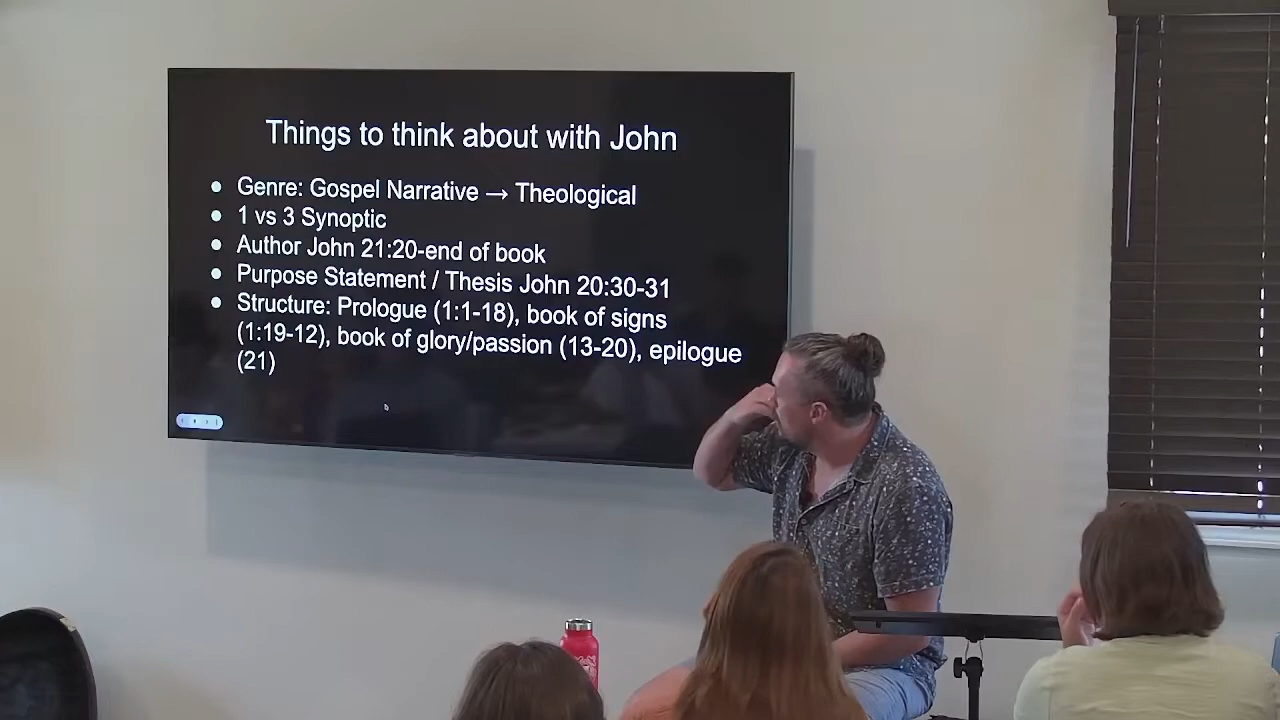 Things to think about with John
● Genre: Gospel Narrative → Theological
● 1 vs 3 Synoptic
● Author John 21:20-end of book
● Purpose Statement / Thesis John 20:30-31
● Structure: Prologue (1:1-18), book of signs
(1:19-12), book of glory/passion (13-20), epilogue
(21)